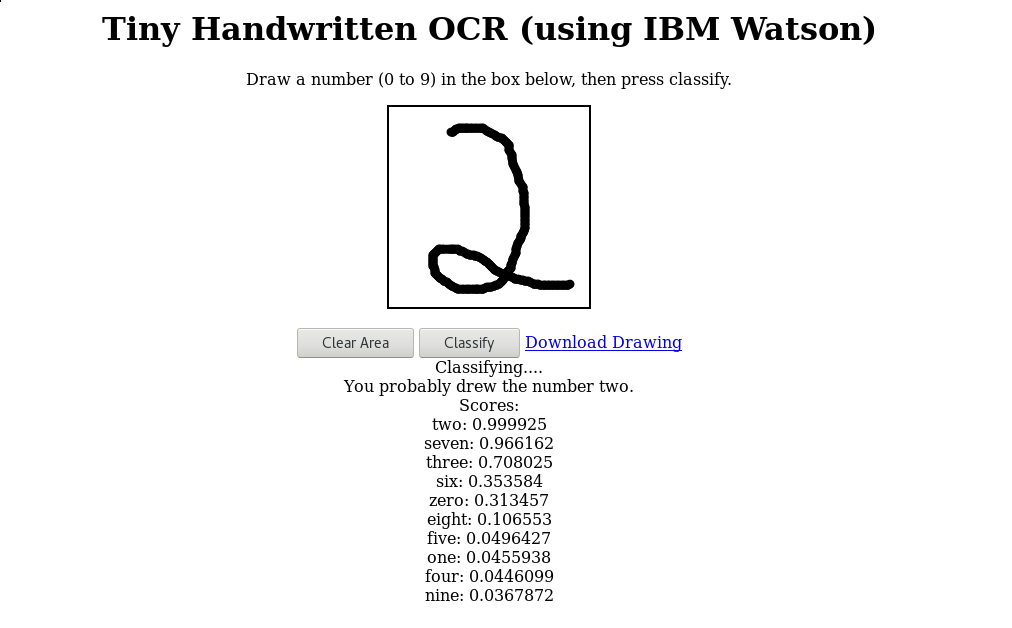 Tiny Handwritten OCR (using IBM Watson)
Draw a number (0 to 9) in the box below, then press classify.
2
Clear Area Classify Download Drawing
Classifying....
You probably drew the number two.
Scores:
two: 0.999925
seven: 0.966162
three: 0.708025
six: 0.353584
zero: 0.313457
eight: 0.106553
five: 0.0496427
one: 0.0455938
four: 0.0446099
nine: 0.0367872